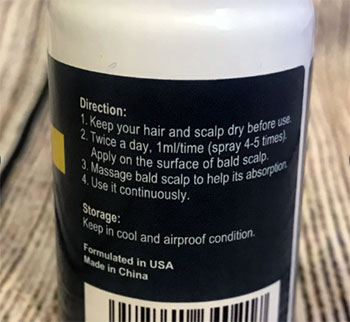 Direction:
1. Keep your hair and scalp dry before use.
2. Twice a day, 1ml/time (spray 4-5 times).
Apply on the surface of bald scalp.
3. Massage bald scalp to help its absorption.
4. Use it continuously.
Storage:
Keep in cool and airproof condition.
Formulated in USA
Made in China